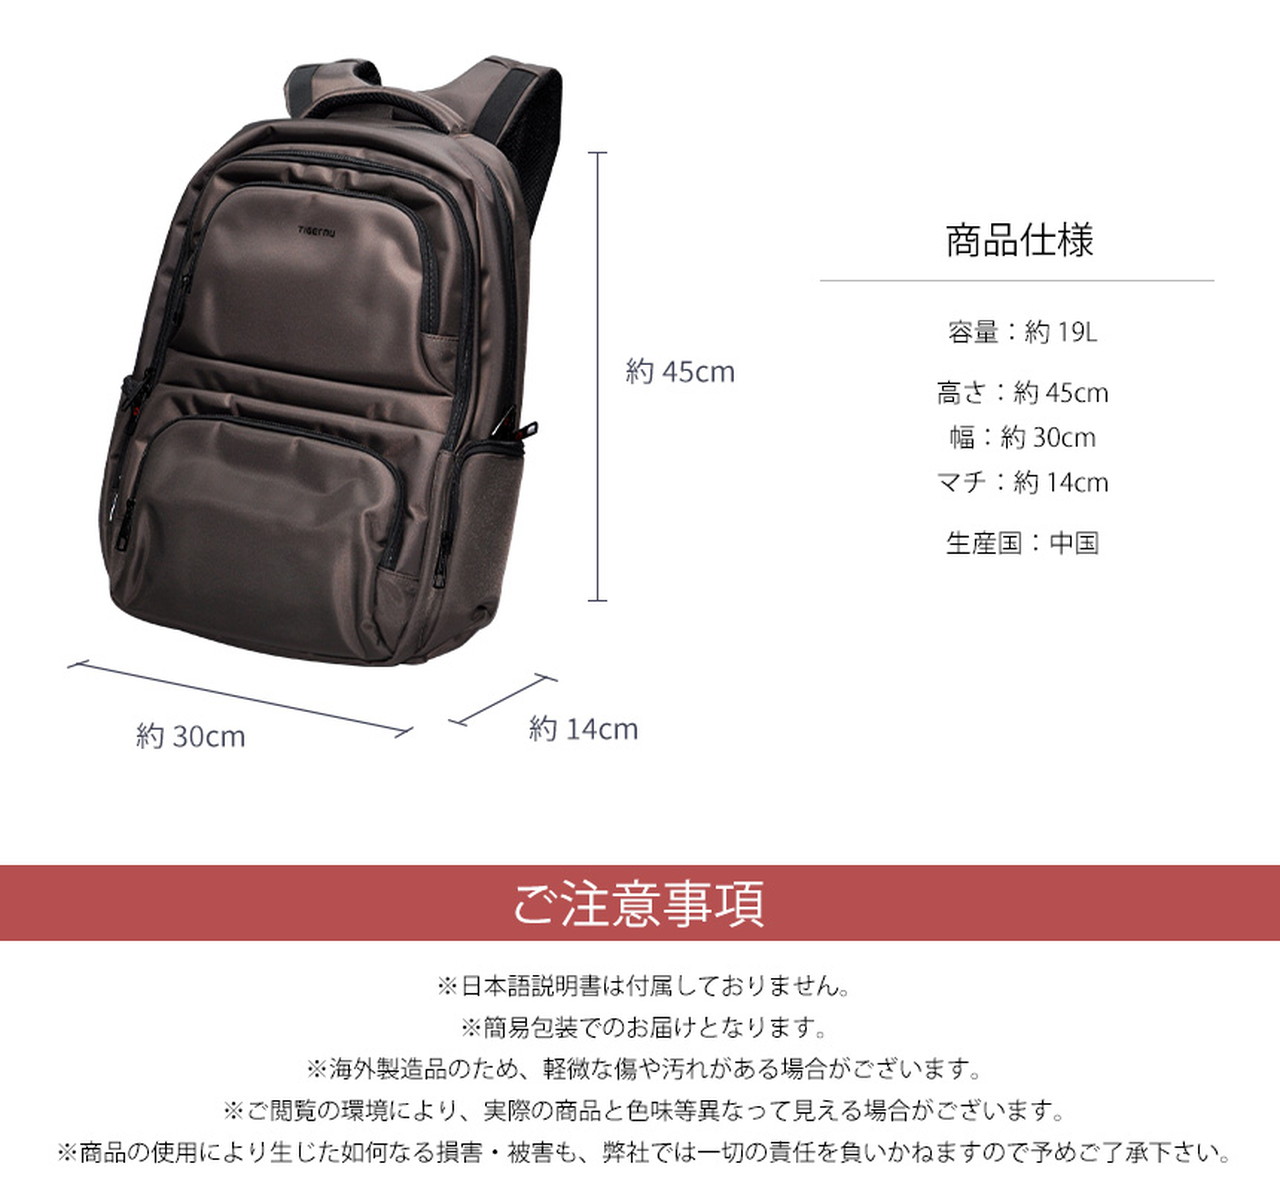 TIGERNU
商品仕様
容量：約 19L
約 45cm
高さ：約 45cm
幅：約 30cm
マチ：約 14cm
生産国：中国
約 30cm
約 14cm
ご注意事項
※日本語説明書は付属しておりません。
※簡易包装でのお届けとなります。
※海外製造品のため、軽微な傷や汚れがある場合がございます。
※ご閲覧の環境により、実際の商品と色味等異なって見える場合がございます。
※商品の使用により生じた如何なる損害・被害も、弊社では一切の責任を負いかねますので予めご了承下さい。